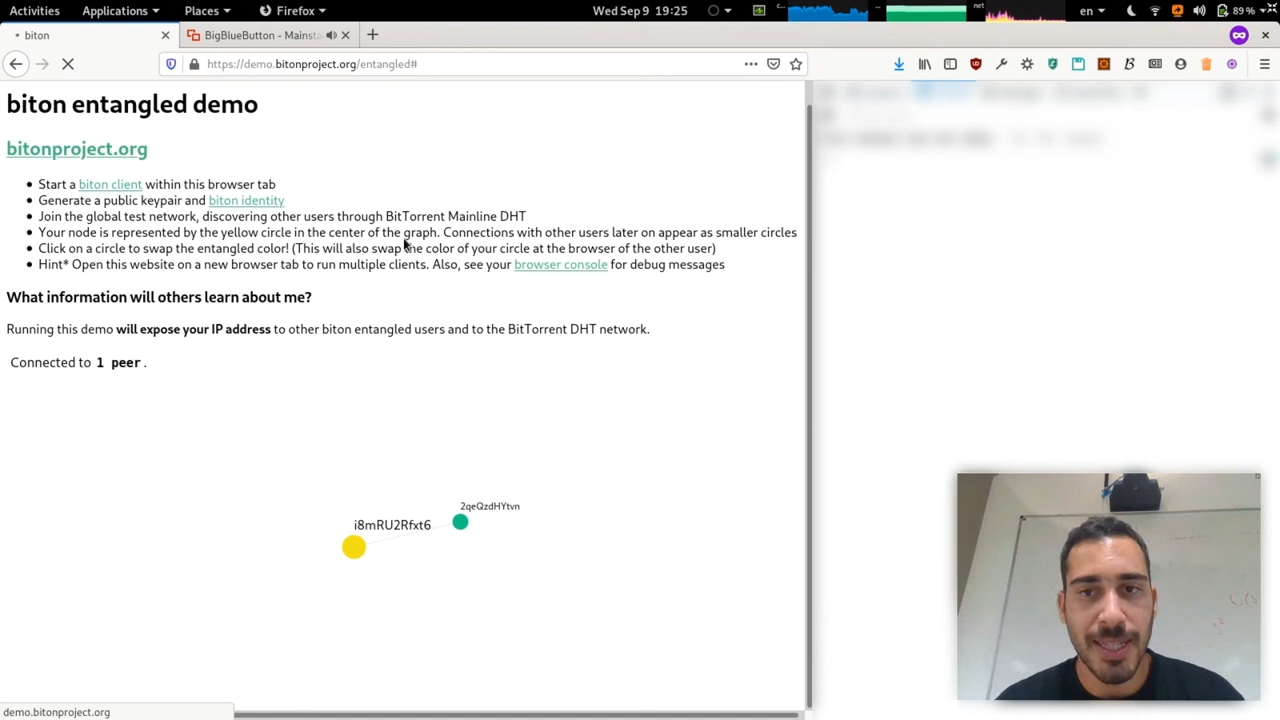 Activities Applications Places Firefox Wed Sep 9 19:25 net en 89 %
biton BigBlueButton - Mainsta
https://demo.bitonproject.org/entangled#
biton entangled demo
bitonproject.org
• Start a biton client within this browser tab
• Generate a public keypair and biton identity
• Join the global test network, discovering other users through BitTorrent Mainline DHT
• Your node is represented by the yellow circle in the center of the graph. Connections with other users later on appear as smaller circles
• Click on a circle to swap the entangled color! (This will also swap the color of your circle at the browser of the other user)
• Hint* Open this website on a new browser tab to run multiple clients. Also, see your browser console for debug messages
What information will others learn about me?
Running this demo will expose your IP address to other biton entangled users and to the BitTorrent DHT network.
Connected to 1 peer.
2qeQzdHYtvn
i8mRU2Rfxt6
demo.bitonproject.org